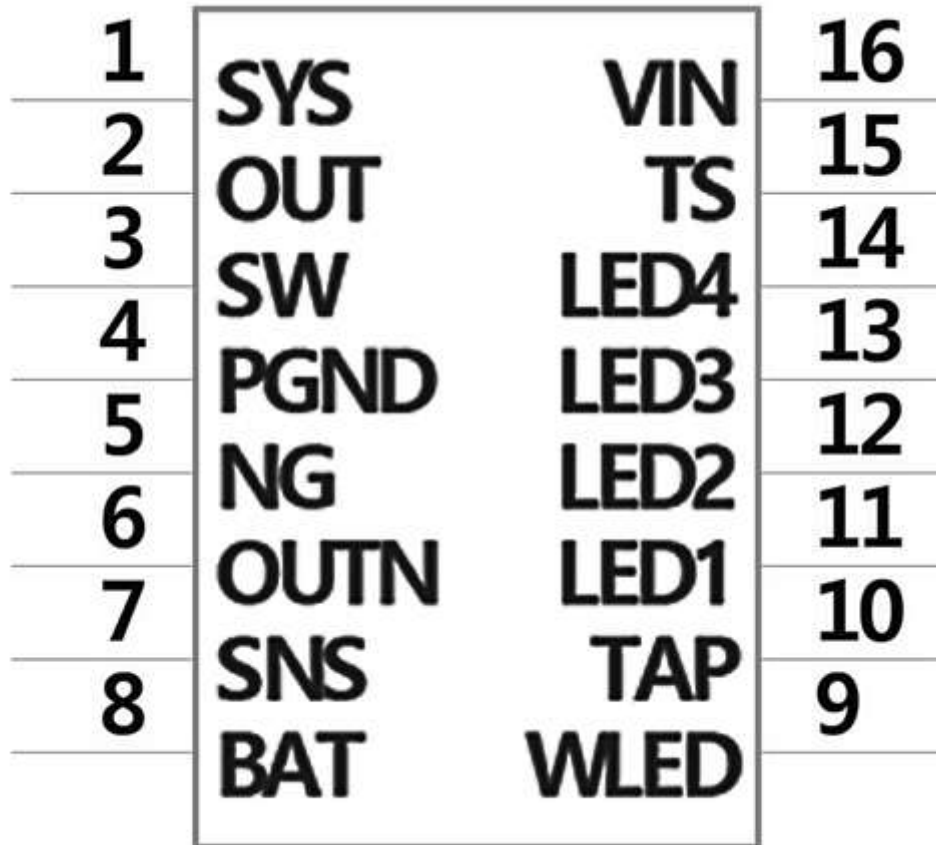 1 SYS VIN 16
2 OUT TS 15
3 SW LED4 14
4 PGND LED3 13
5 NG LED2 12
6 OUTN LED1 11
7 SNS TAP 10
8 BAT WLED 9